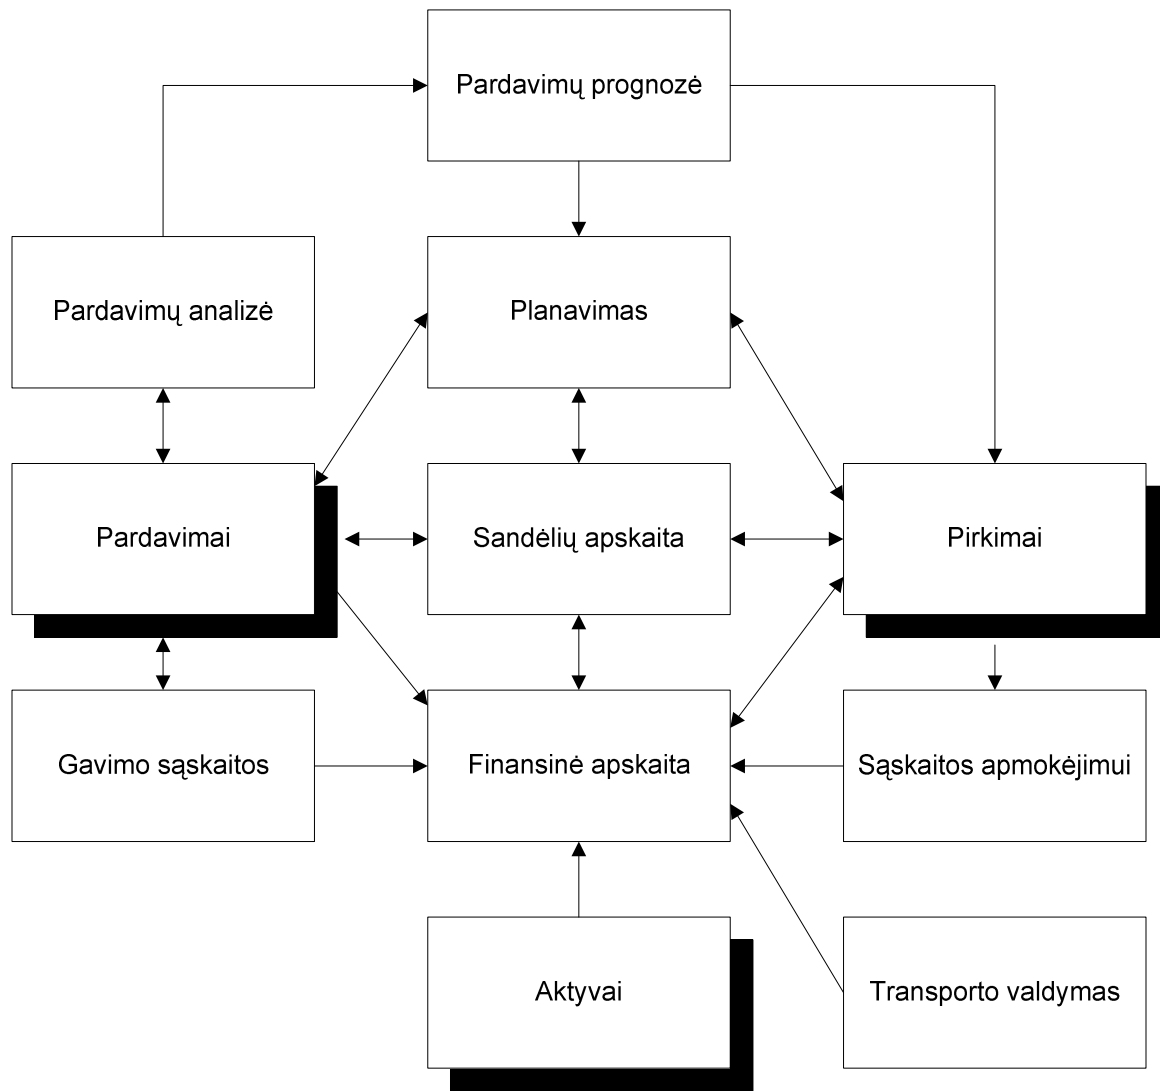 Pardavimų prognozė
Pardavimų analizė
Planavimas
Pardavimai
Sandėlių apskaita
Pirkimai
Gavimo sąskaitos
Finansinė apskaita
Sąskaitos apmokėjimui
Aktyvai
Transporto valdymas